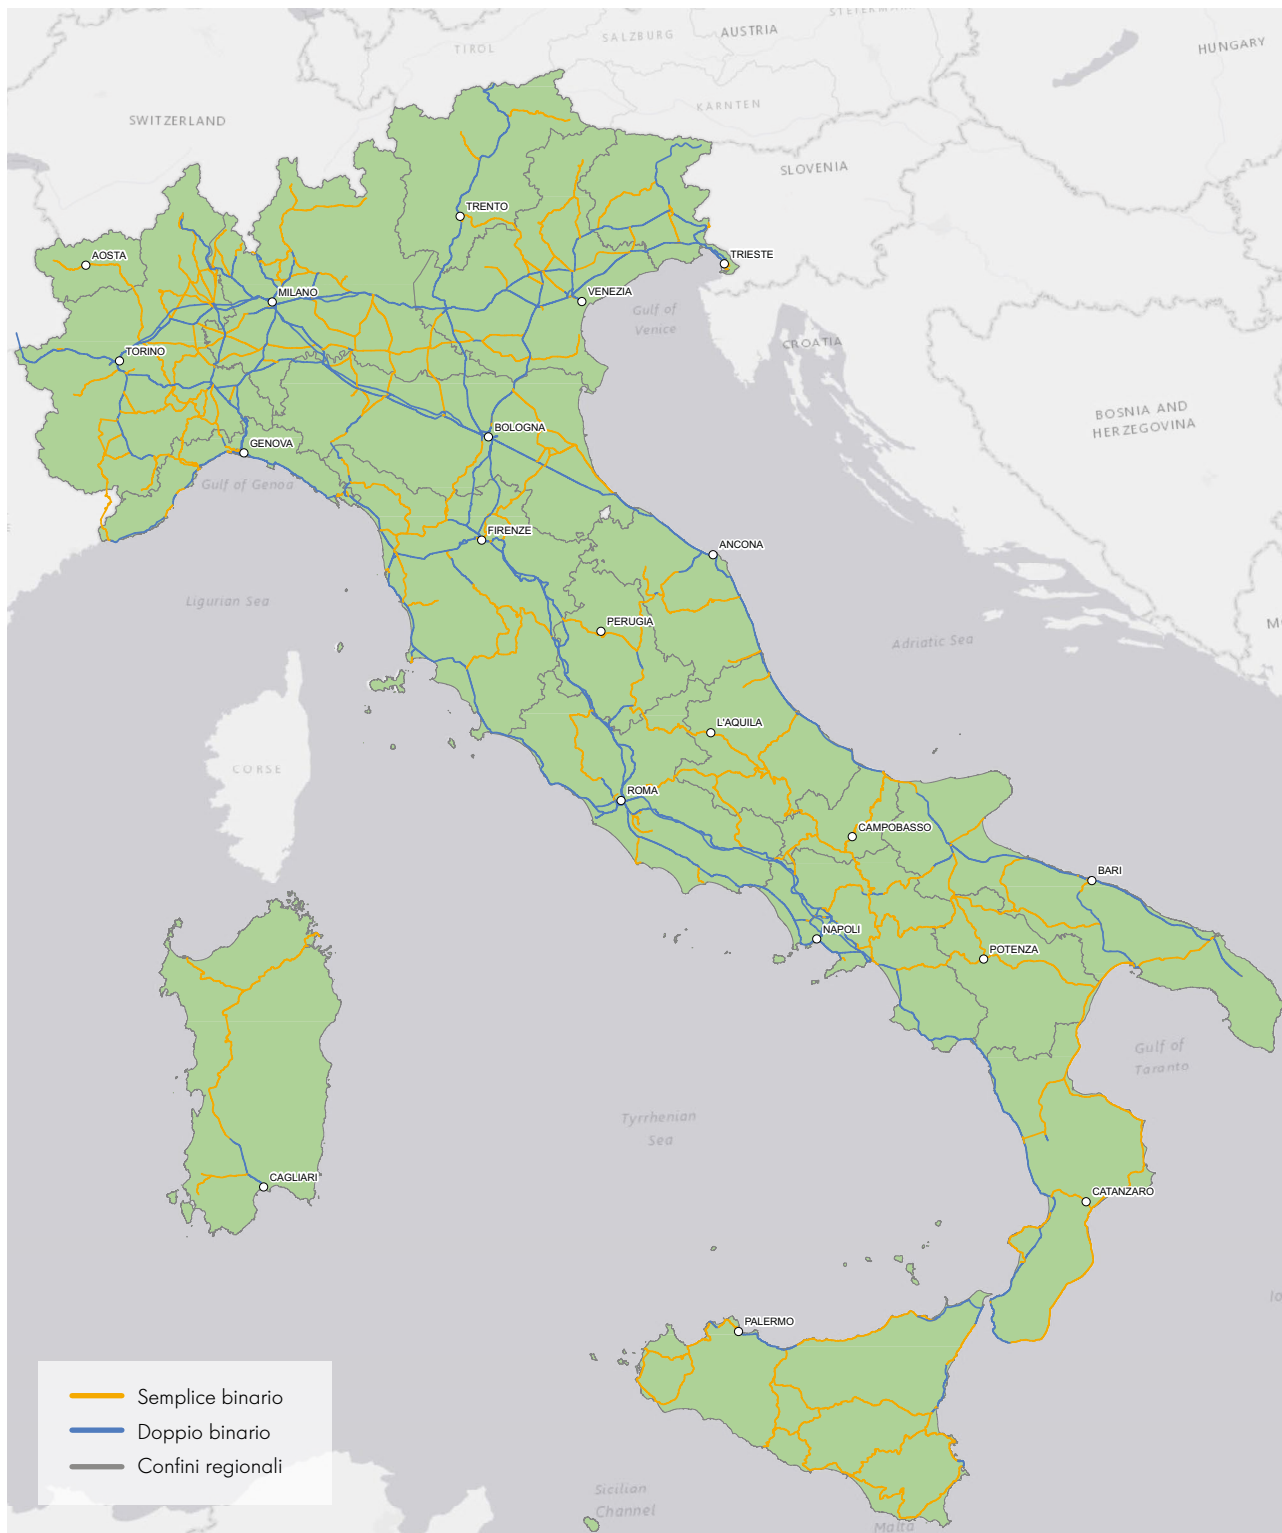 STEIERMARK
AUSTRIA
SALZBURG
TIROL
HUNGARY
KÄRNTEN
SWITZERLAND
SLOVENIA
TRENTO
AOSTA
TRIESTE
MILANO
VENEZIA
Gulf of
Venice
CROATIA
TORINO
BOSNIA AND
HERZEGOVINA
BOLOGNA
GENOVA
Gulf of Genoa
FIRENZE
ANCONA
Ligurian Sea
PERUGIA
Adriatic Sea
L'AQUILA
CORSE
ROMA
CAMPOBASSO
BARI
NAPOLI
POTENZA
Gulf of
Taranto
Tyrrhenian
Sea
CAGLIARI
CATANZARO
Io
PALERMO
Semplice binario
Doppio binario
Confini regionali
Sicilian
Channel
Malta